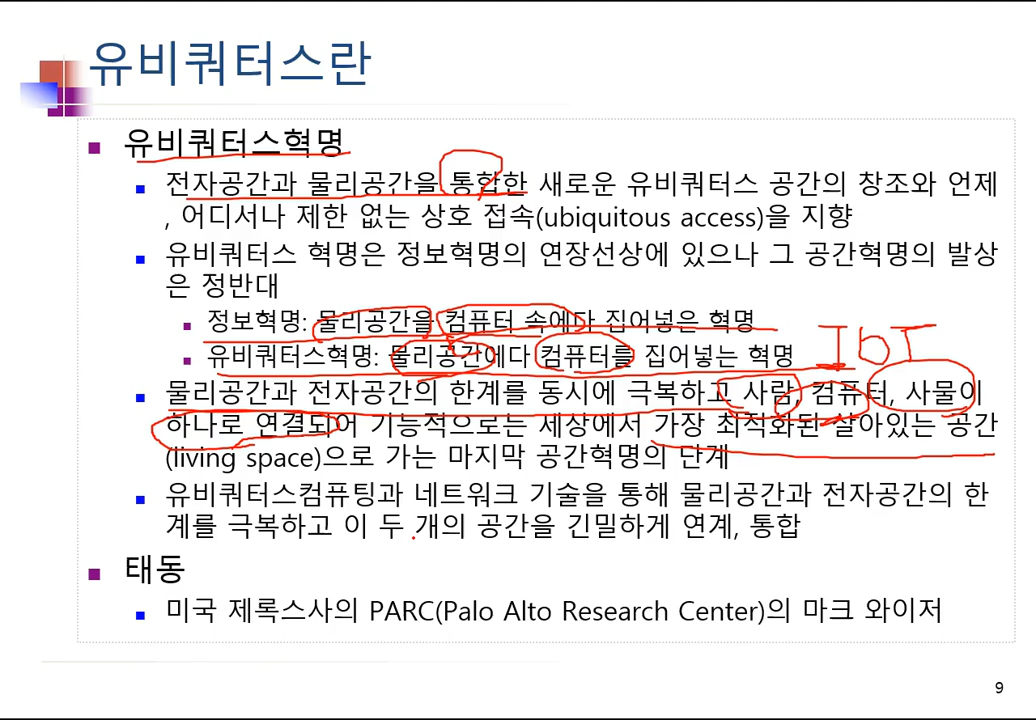 유비쿼터스란
유비쿼터스혁명
전자공간과 물리공간을 통합한 새로운 유비쿼터스 공간의 창조와 언제
, 어디서나 제한 없는 상호 접속(ubiquitous access)을 지향
유비쿼터스 혁명은 정보혁명의 연장선상에 있으나 그 공간혁명의 발상
은 정반대
정보혁명: 물리공간을 컴퓨터 속에다 집어넣은 혁명
유비쿼터스혁명: 물리공간에다 컴퓨터를 집어넣는 혁명
IoT
물리공간과 전자공간의 한계를 동시에 극복하고 사람, 컴퓨터, 사물이
하나로 연결되어 기능적으로는 세상에서 가장 최적화된 살아있는 공간
(living space)으로 가는 마지막 공간혁명의 단계
유비쿼터스컴퓨팅과 네트워크 기술을 통해 물리공간과 전자공간의 한
계를 극복하고 이 두 개의 공간을 긴밀하게 연계, 통합
태동
미국 제록스사의 PARC(Palo Alto Research Center)의 마크 와이저
9